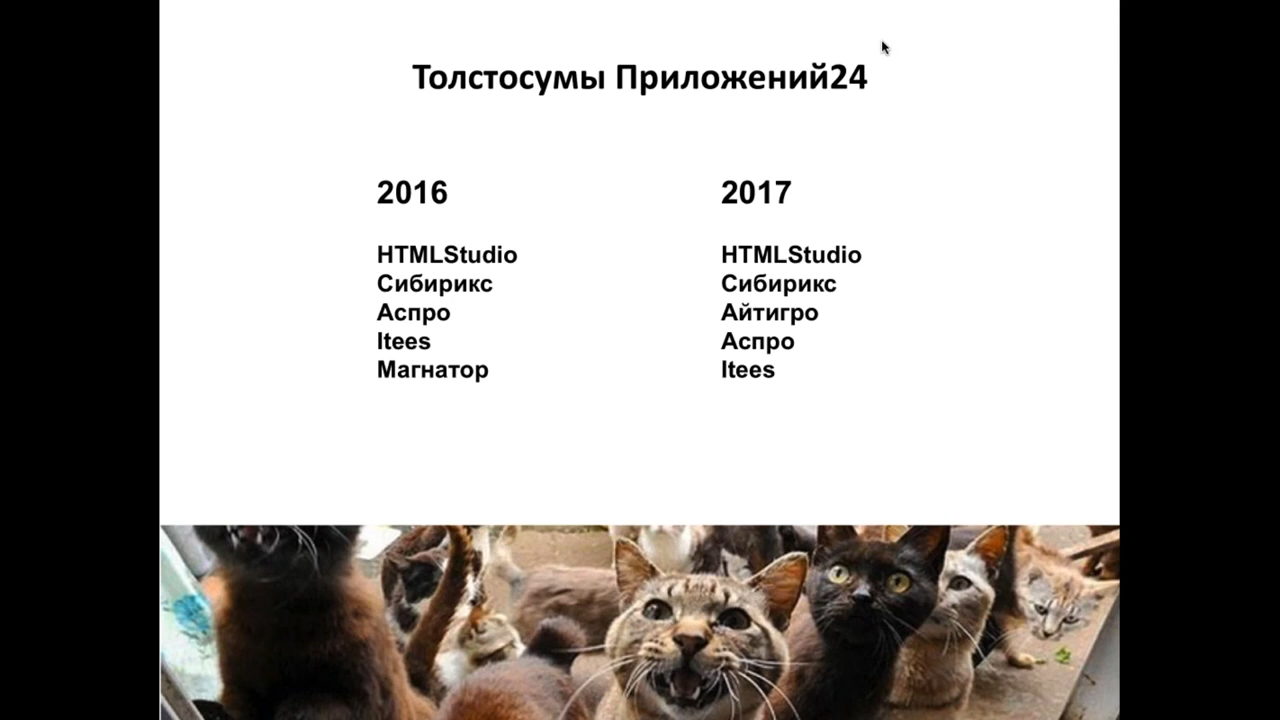 Толстосумы Приложений24
2016
HTMLStudio
Сибирикс
Аспро
Itees
Магнатор
2017
HTMLStudio
Сибирикс
Айтигро
Аспро
Itees